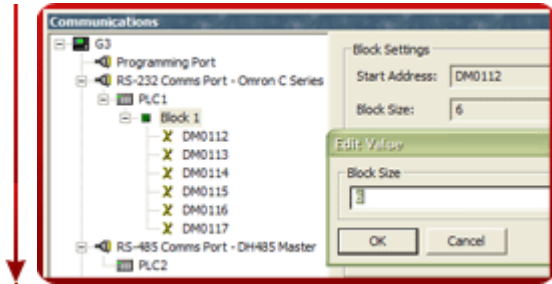 Communications
G3
Programming Port
RS-232 Comms Port - Omron C Series
PLC1
Block 1
DM0112
DM0113
DM0114
DM0115
DM0116
DM0117
RS-485 Comms Port - DH485 Master
PLC2
Block Settings
Start Address: DM0112
Block Size: 6
Edit Value
Block Size
OK Cancel